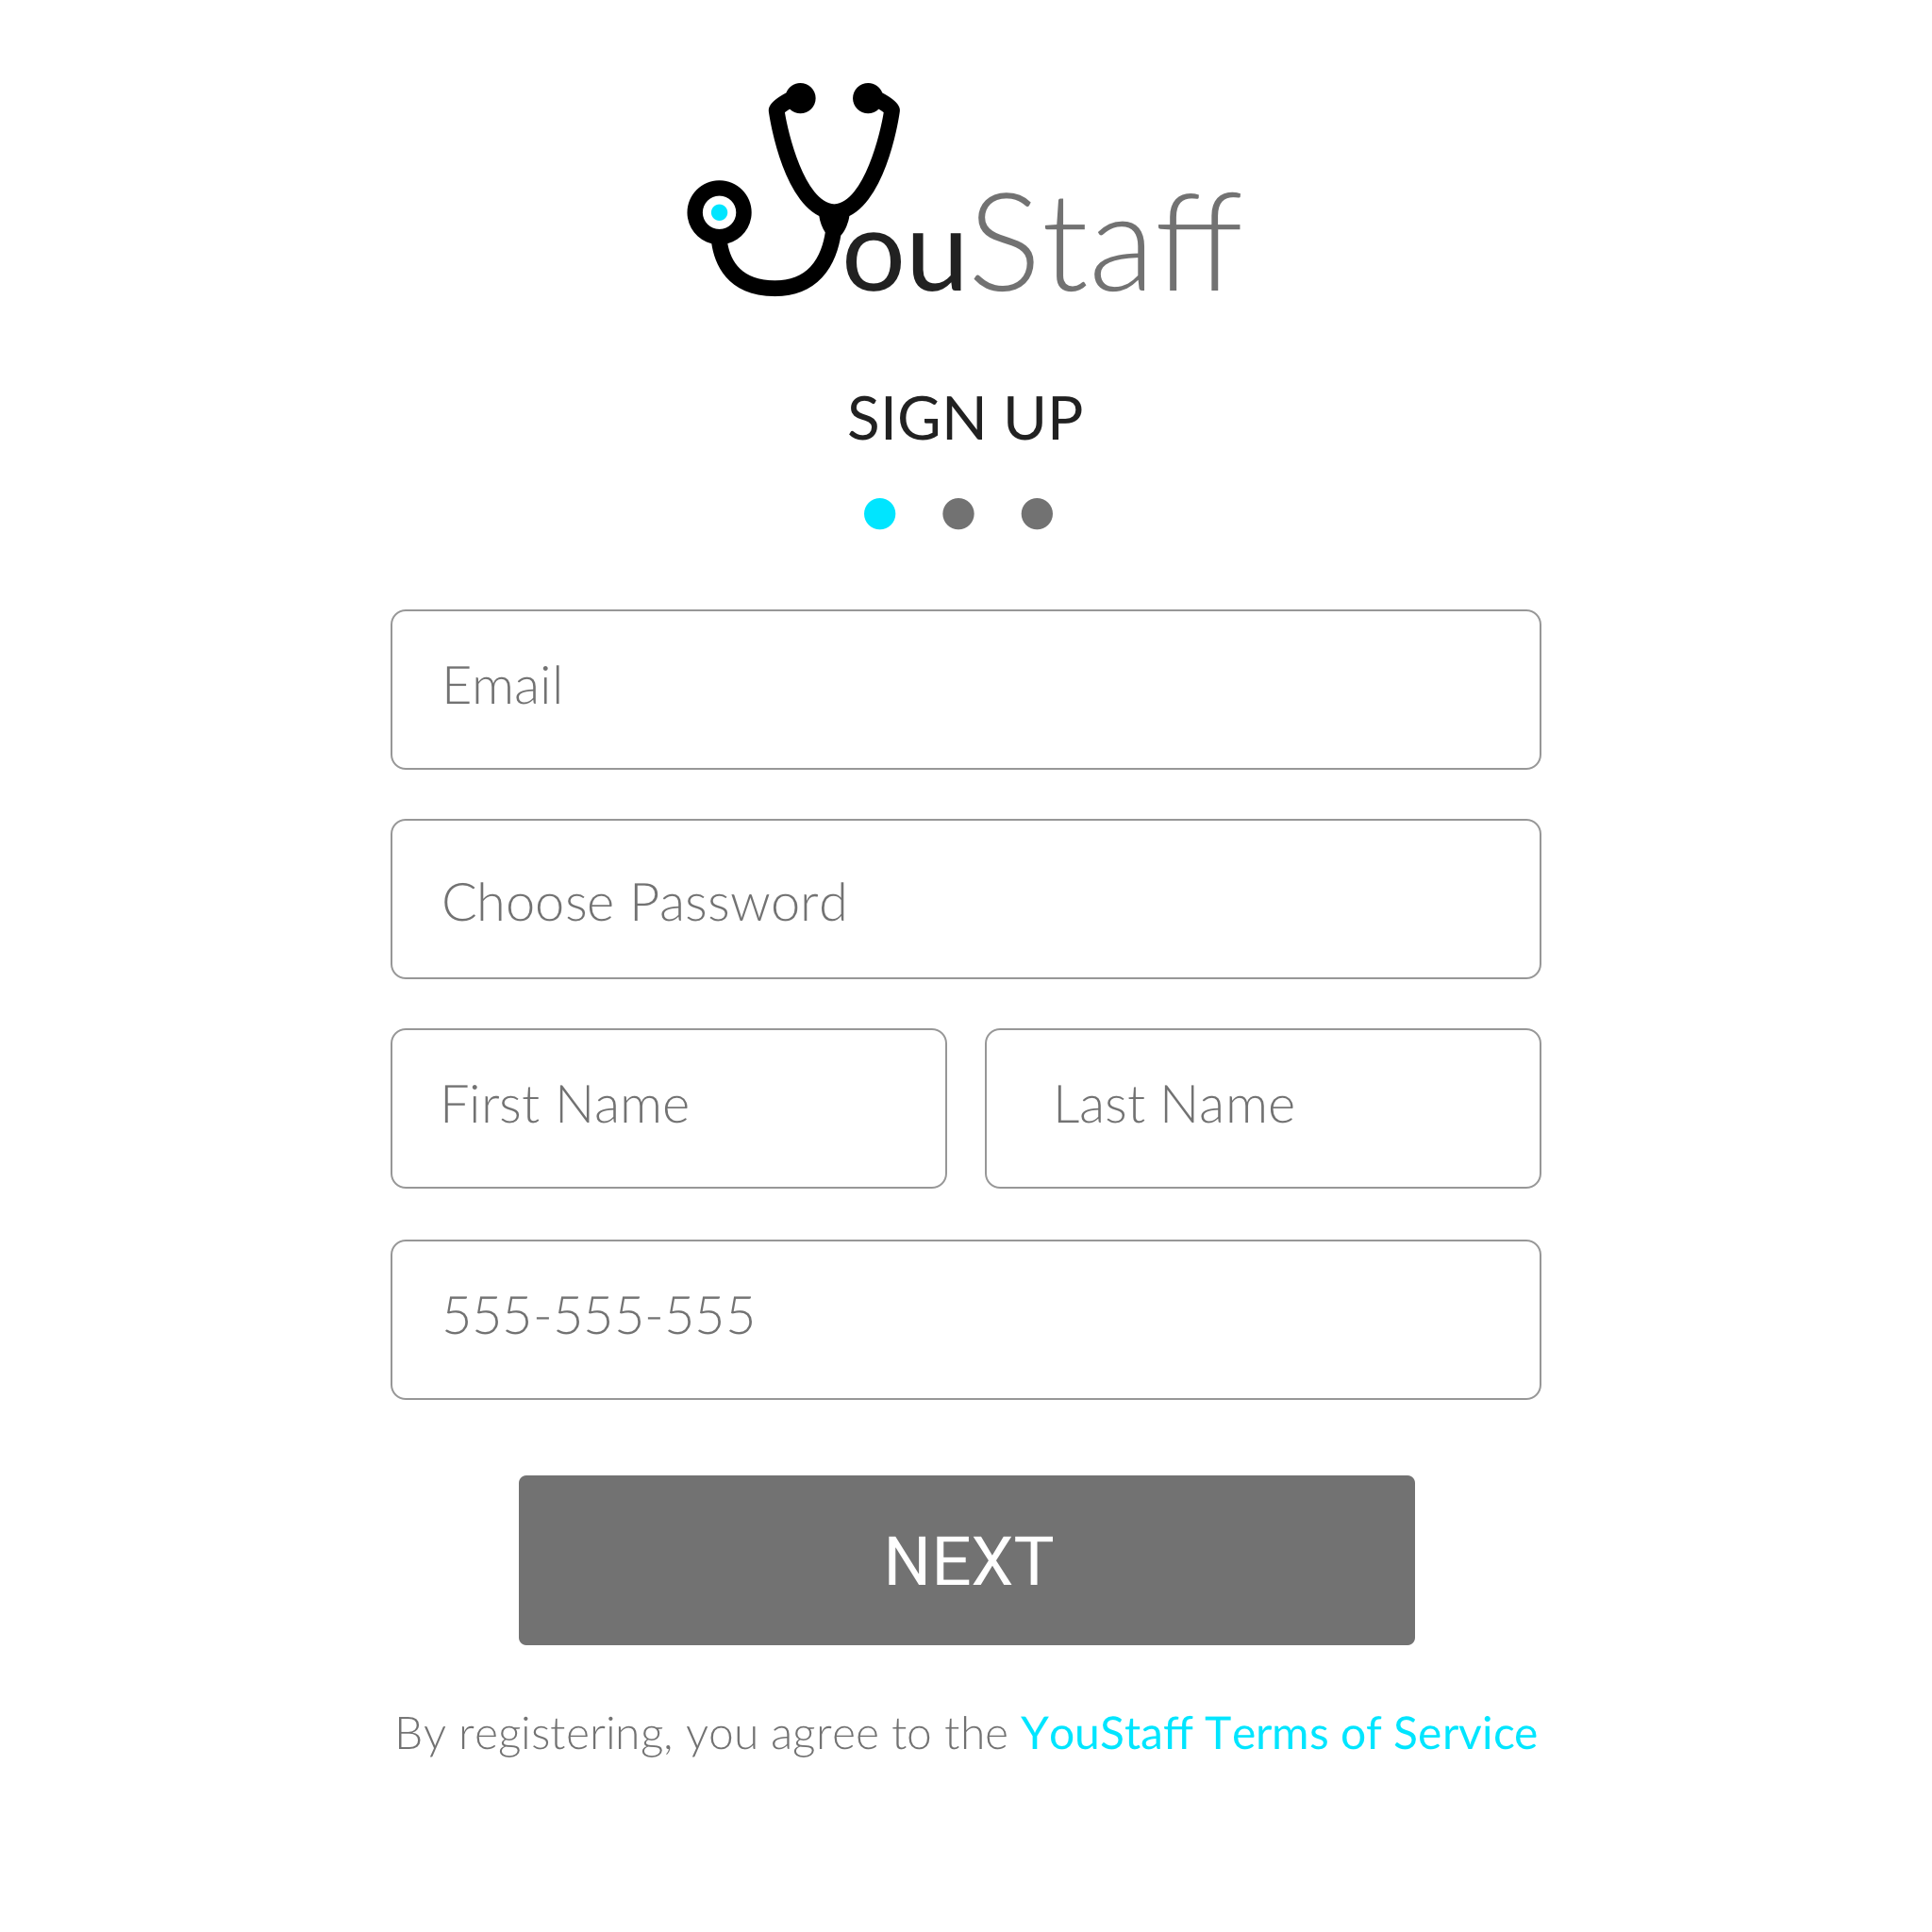 YouStaff
SIGN UP
Email
Choose Password
First Name
Last Name
555-555-555
NEXT
By registering, you agree to the YouStaff Terms of Service